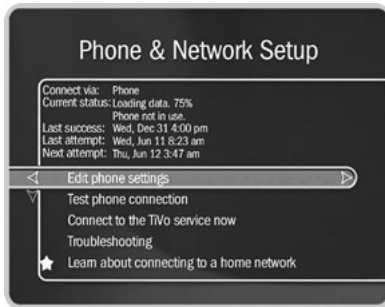 Phone & Network Setup
Connect via: Phone
Current status: Loading data. 75%
Phone not in use.
Last success: Wed, Dec 31 4:00 pm
Last attempt: Wed, Jun 11 8:23 am
Next attempt: Thu, Jun 12 3:47 am
Edit phone settings
Test phone connection
Connect to the TiVo service now
Troubleshooting
Learn about connecting to a home network